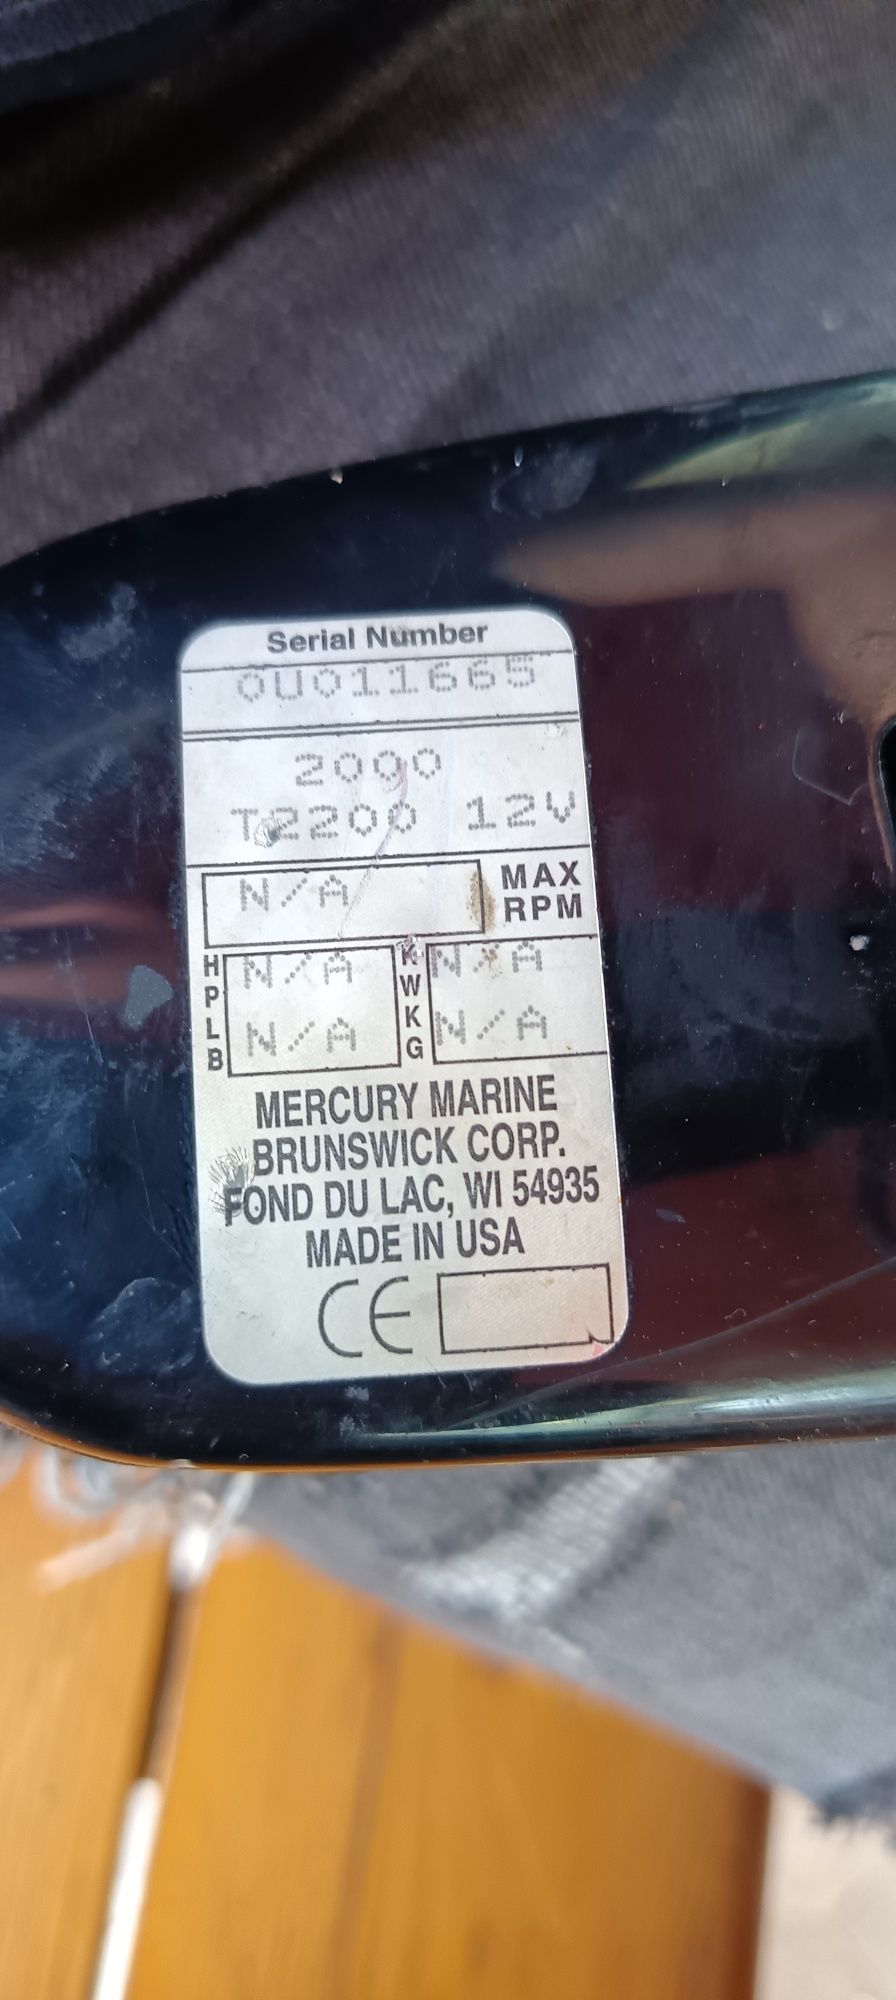 Serial Number
0U011665
2000
T2200 12V
N/A MAX RPM
HP N/A KW N/A
LB N/A KG N/A
MERCURY MARINE
BRUNSWICK CORP.
FOND DU LAC, WI 54935
MADE IN USA
CE